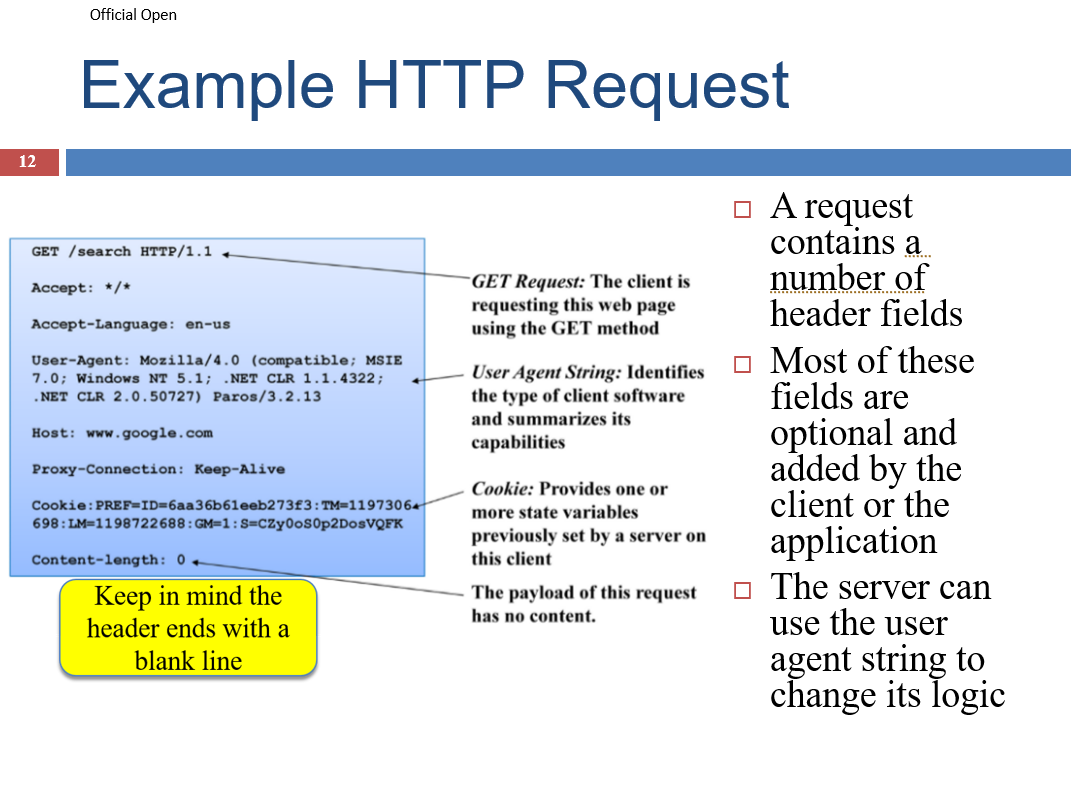 Official Open
Example HTTP Request
12
GET /search HTTP/1.1
Accept: */*
Accept-Language: en-us
User-Agent: Mozilla/4.0 (compatible; MSIE
7.0; Windows NT 5.1; .NET CLR 1.1.4322;
.NET CLR 2.0.50727) Paros/3.2.13
Host: www.google.com
Proxy-Connection: Keep-Alive
Cookie:PREF=ID=6aa36b61eeb273f3:TM=1197306
698:LM=1198722688:GM=1:S=CZy0oS0p2DosVQFK
Content-length: 0
Keep in mind the
header ends with a
blank line
GET Request: The client is
requesting this web page
using the GET method
User Agent String: Identifies
the type of client software
and summarizes its
capabilities
Cookie: Provides one or
more state variables
previously set by a server on
this client
The payload of this request
has no content.
A request
contains a
number of
header fields
Most of these
fields are
optional and
added by the
client or the
application
The server can
use the user
agent string to
change its logic